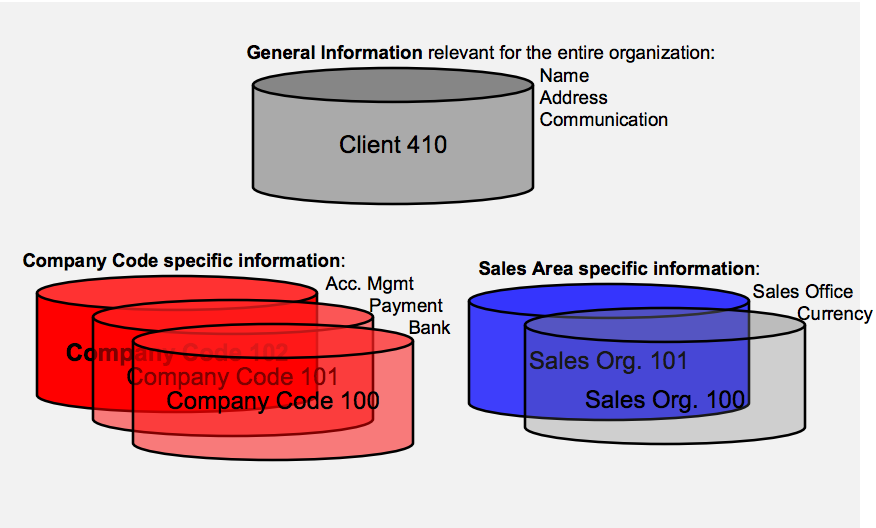 General Information relevant for the entire organization:
Name
Address
Communication
Client 410
Company Code specific information:
Acc. Mgmt
Payment
Bank
Company Code 102
Company Code 101
Company Code 100
Sales Area specific information:
Sales Office
Currency
Sales Org. 101
Sales Org. 100